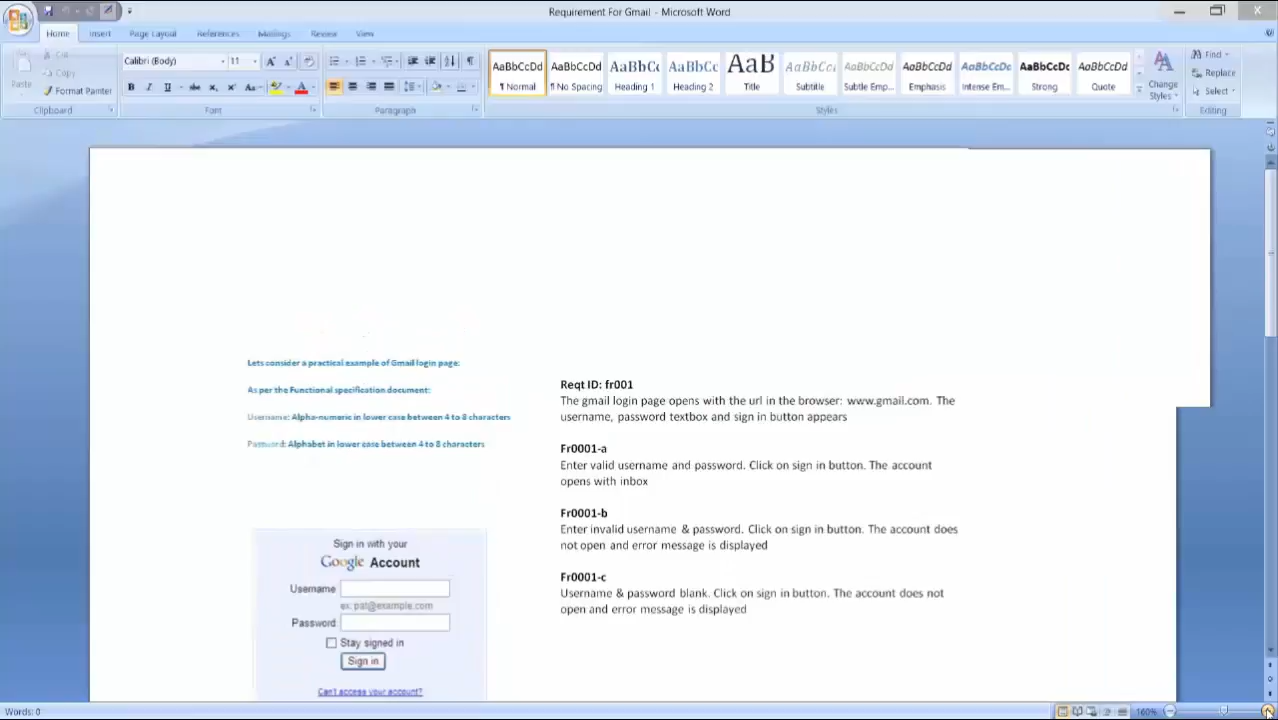 Requirement For Gmail - Microsoft Word
Home Insert Page Layout References Mailings Review View
Paste
Cut
Copy
Format Painter
Clipboard
Calibri (Body) 11
Font
Paragraph
AaBbCcDd AaBbCcDd AaBbCc AaBbCc AaB AaBbCcI AaBbCcDd AaBbCcDd AaBbCcDd AaBbCcDd AaBbCcDd
¶ Normal ¶ No Spacing Heading 1 Heading 2 Title Subtitle Subtle Emp... Emphasis Intense Em... Strong Quote
Styles
Change Styles
Find
Replace
Select
Editing
Lets consider a practical example of Gmail login page:
As per the Functional specification document:
Username: Alpha-numeric in lower case between 4 to 8 characters
Password: Alphabet in lower case between 4 to 8 characters
Sign in with your
Google Account
Username
ex: pat@example.com
Password
Stay signed in
Sign in
Can't access your account?
Reqt ID: fr001
The gmail login page opens with the url in the browser: www.gmail.com. The
username, password textbox and sign in button appears
Fr0001-a
Enter valid username and password. Click on sign in button. The account
opens with inbox
Fr0001-b
Enter invalid username & password. Click on sign in button. The account does
not open and error message is displayed
Fr0001-c
Username & password blank. Click on sign in button. The account does not
open and error message is displayed
Words: 0
160%